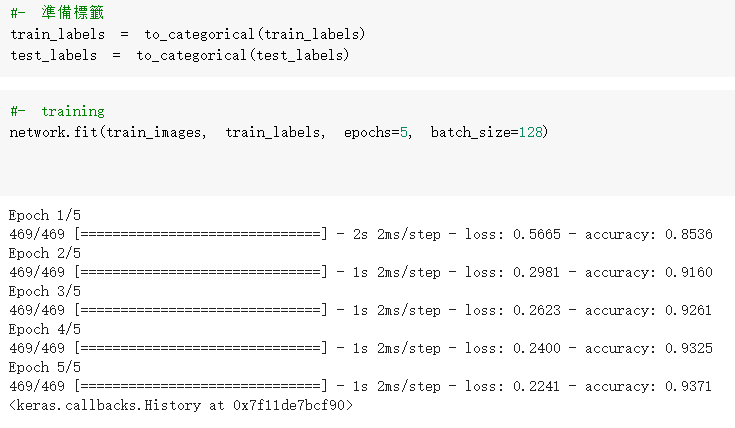 #- 準備標籤
train_labels = to_categorical(train_labels)
test_labels = to_categorical(test_labels)
#- training
network.fit(train_images, train_labels, epochs=5, batch_size=128)
Epoch 1/5
469/469 [==============================] - 2s 2ms/step - loss: 0.5665 - accuracy: 0.8536
Epoch 2/5
469/469 [==============================] - 1s 2ms/step - loss: 0.2981 - accuracy: 0.9160
Epoch 3/5
469/469 [==============================] - 1s 2ms/step - loss: 0.2623 - accuracy: 0.9261
Epoch 4/5
469/469 [==============================] - 1s 2ms/step - loss: 0.2400 - accuracy: 0.9325
Epoch 5/5
469/469 [==============================] - 1s 2ms/step - loss: 0.2241 - accuracy: 0.9371
<keras.callbacks.History at 0x7f11de7bcf90>